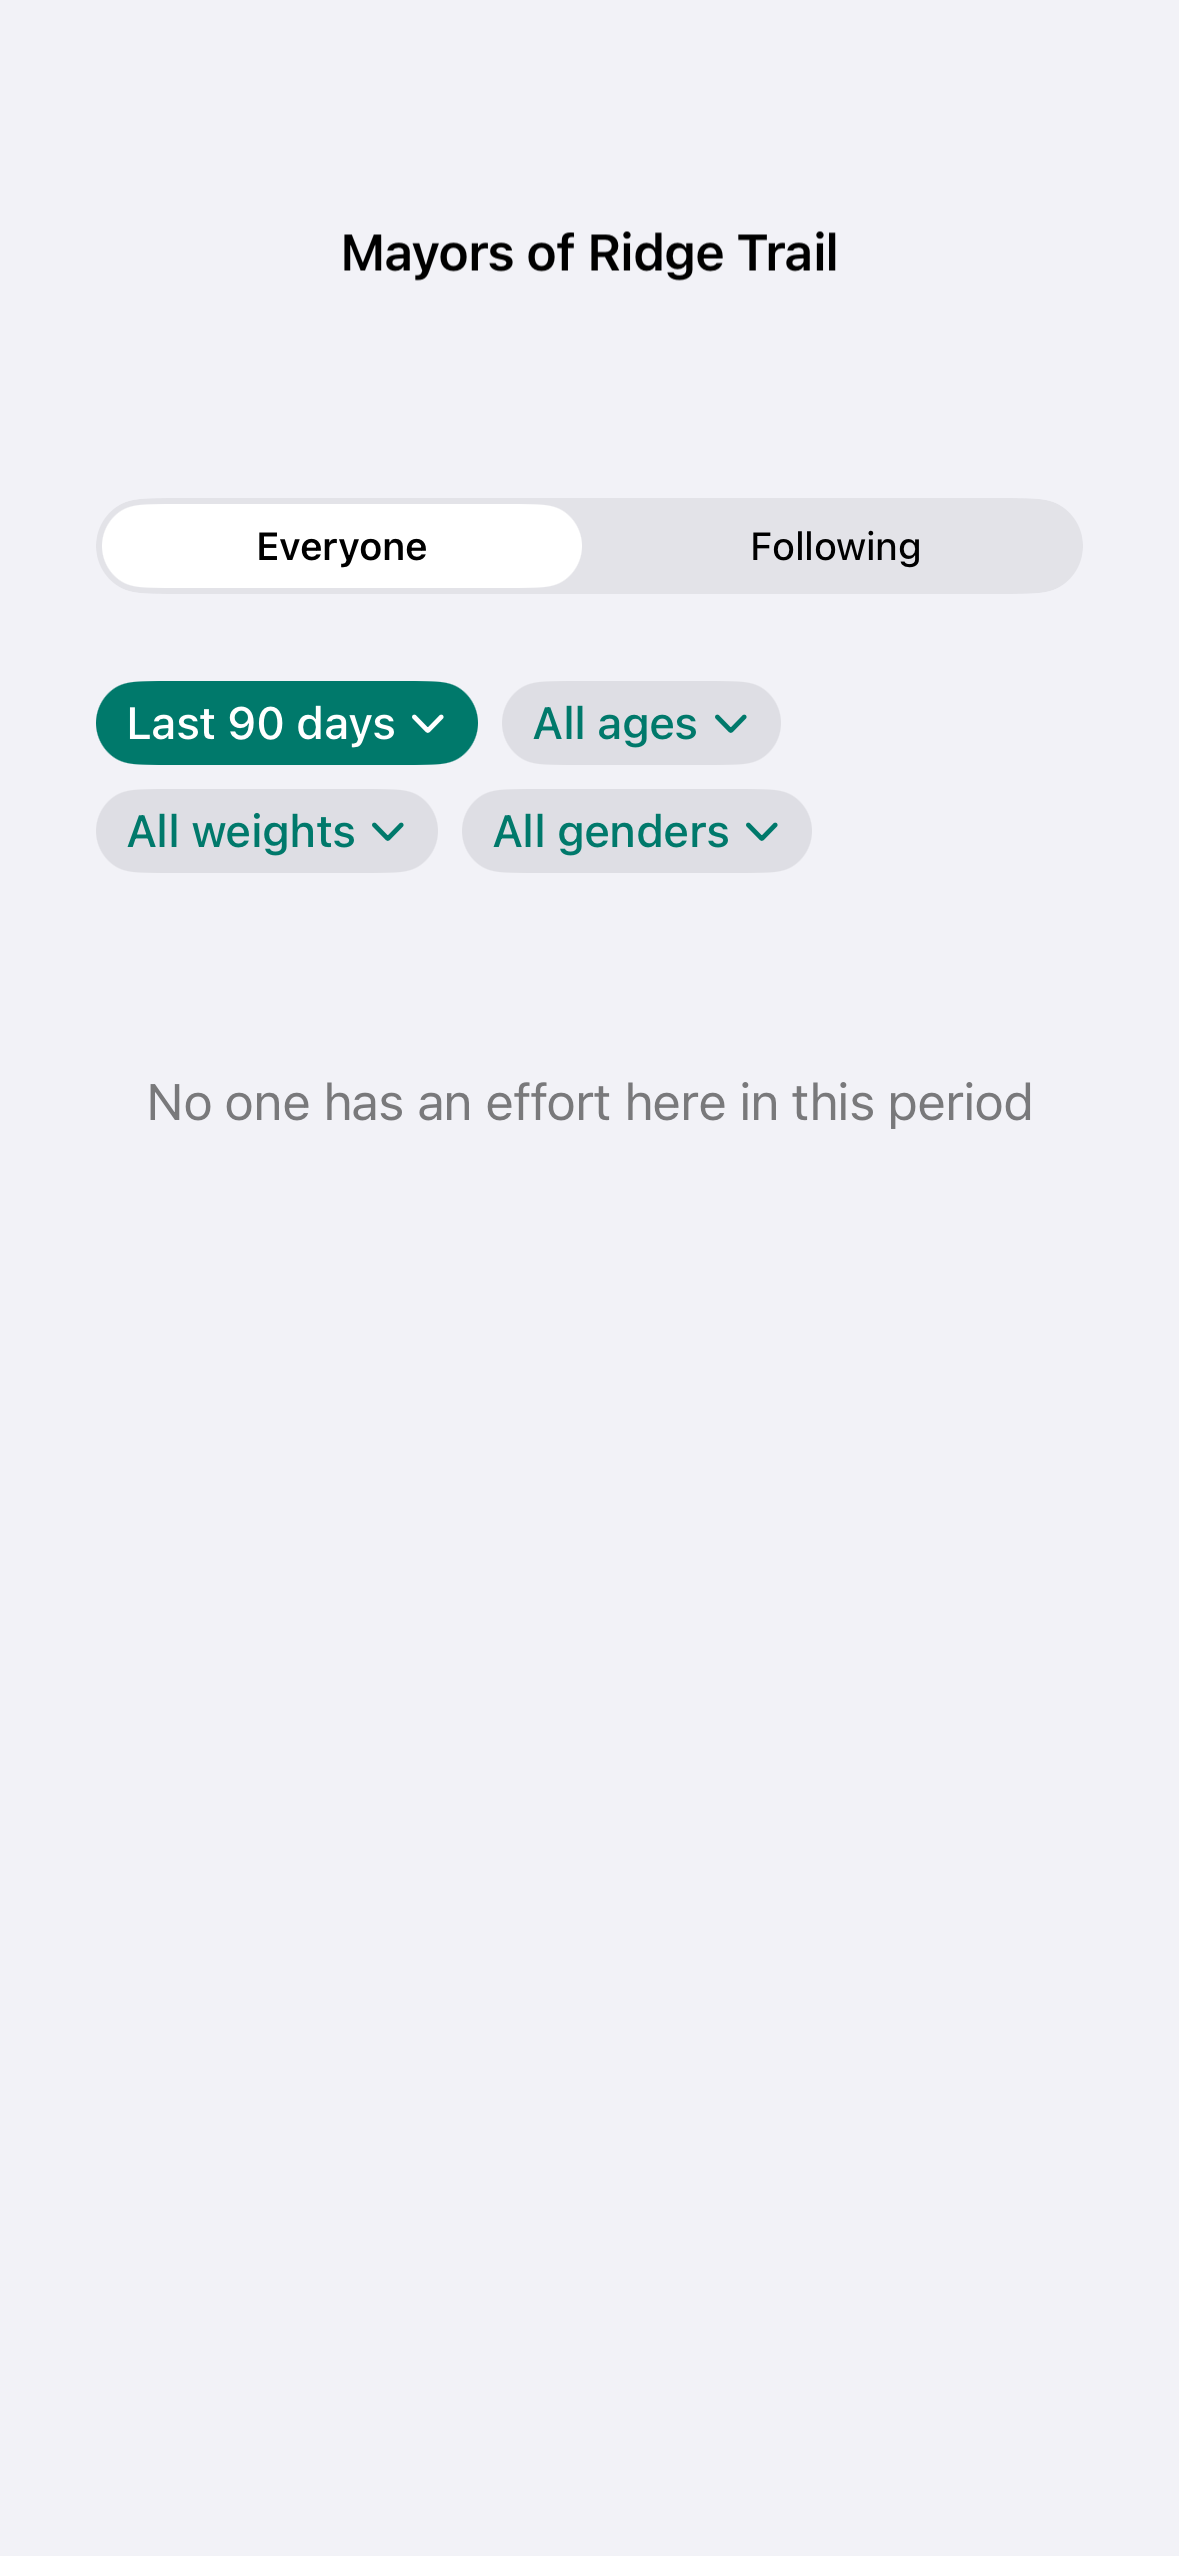 Mayors of Ridge Trail
Everyone Following
Last 90 days All ages
All weights All genders
No one has an effort here in this period